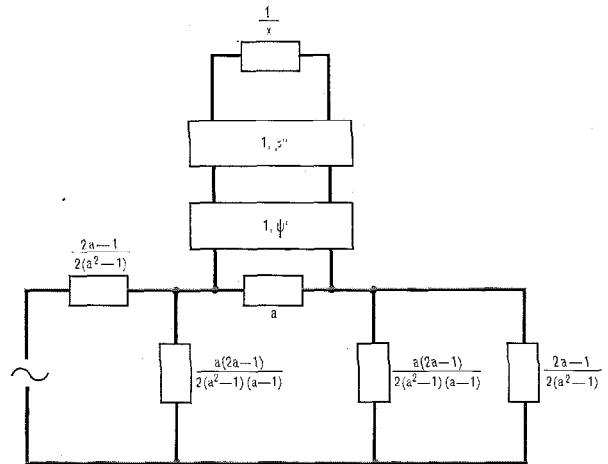 1
x
1, β''
1, ψ'
2a—1
2(a²—1)
a
a(2a—1)
2(a²—1)(a—1)
a(2a—1)
2(a²—1)(a—1)
2a—1
2(a²—1)